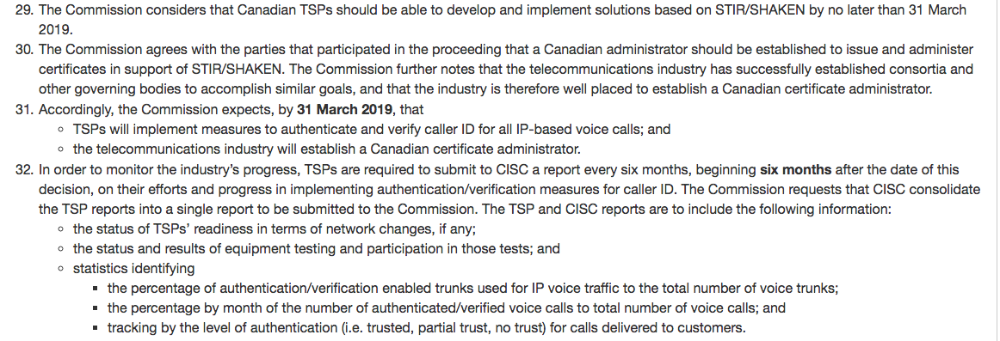 29. The Commission considers that Canadian TSPs should be able to develop and implement solutions based on STIR/SHAKEN by no later than 31 March
2019.
30. The Commission agrees with the parties that participated in the proceeding that a Canadian administrator should be established to issue and administer
certificates in support of STIR/SHAKEN. The Commission further notes that the telecommunications industry has successfully established consortia and
other governing bodies to accomplish similar goals, and that the industry is therefore well placed to establish a Canadian certificate administrator.
31. Accordingly, the Commission expects, by 31 March 2019, that
◦ TSPs will implement measures to authenticate and verify caller ID for all IP-based voice calls; and
◦ the telecommunications industry will establish a Canadian certificate administrator.
32. In order to monitor the industry's progress, TSPs are required to submit to CISC a report every six months, beginning six months after the date of this
decision, on their efforts and progress in implementing authentication/verification measures for caller ID. The Commission requests that CISC consolidate
the TSP reports into a single report to be submitted to the Commission. The TSP and CISC reports are to include the following information:
◦ the status of TSPs' readiness in terms of network changes, if any;
◦ the status and results of equipment testing and participation in those tests; and
◦ statistics identifying
▪ the percentage of authentication/verification enabled trunks used for IP voice traffic to the total number of voice trunks;
▪ the percentage by month of the number of authenticated/verified voice calls to total number of voice calls; and
▪ tracking by the level of authentication (i.e. trusted, partial trust, no trust) for calls delivered to customers.